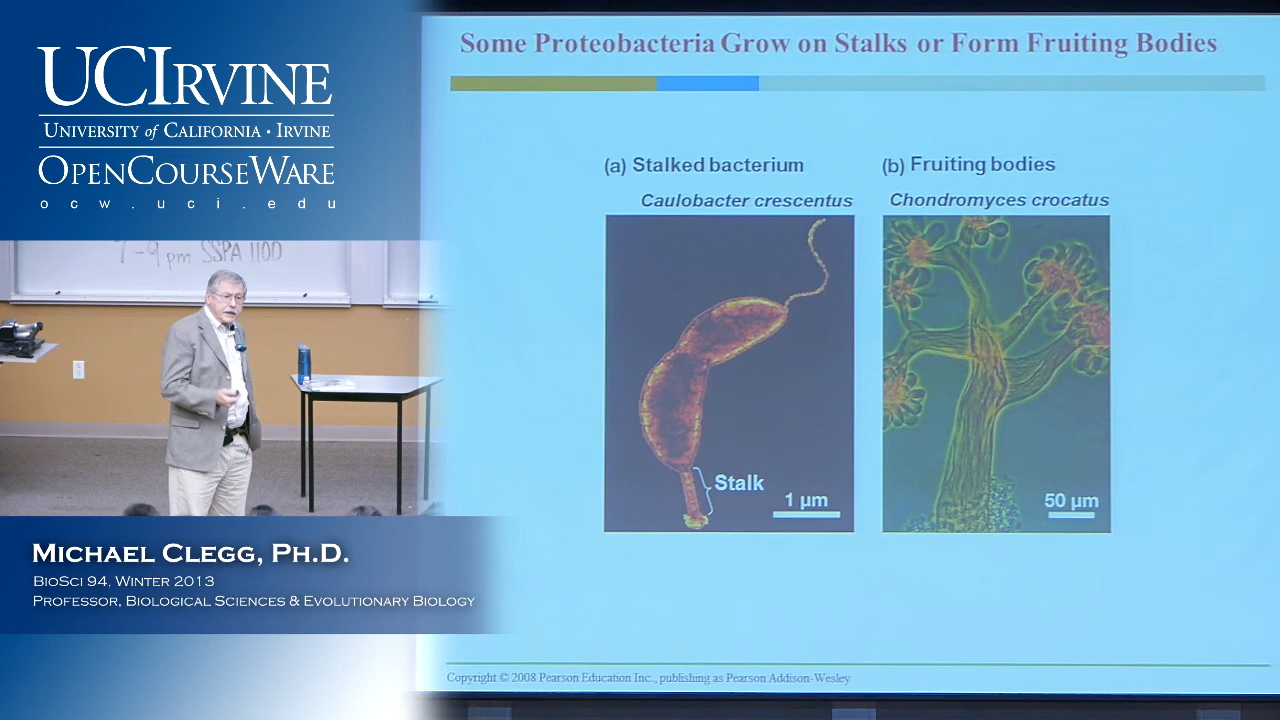 UCIRVINE
UNIVERSITY of CALIFORNIA · IRVINE
OPENCOURSEWARE
ocw.uci.edu
7-9 pm SSPA 1100
MICHAEL CLEGG, PH.D.
BIOSCI 94, WINTER 2013
PROFESSOR, BIOLOGICAL SCIENCES & EVOLUTIONARY BIOLOGY
Some Proteobacteria Grow on Stalks or Form Fruiting Bodies
(a) Stalked bacterium
Caulobacter crescentus
Stalk
1 µm
(b) Fruiting bodies
Chondromyces crocatus
50 µm
Copyright © 2008 Pearson Education Inc., publishing as Pearson Addison-Wesley